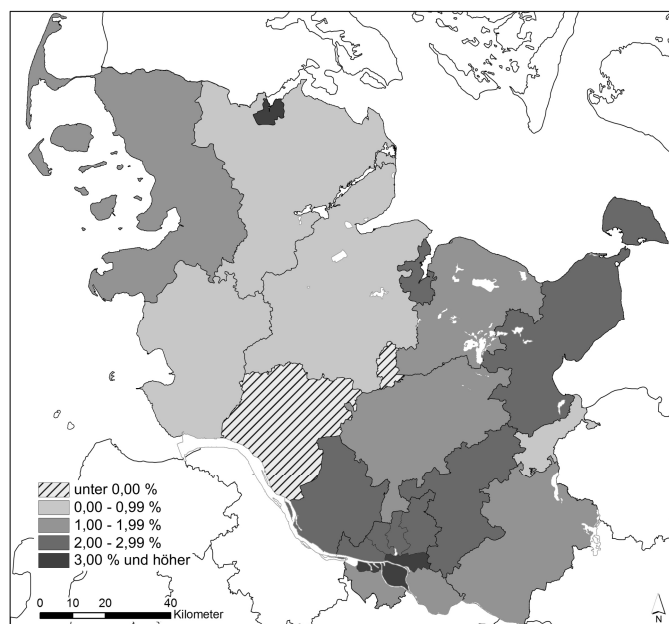 unter 0,00 %
0,00 - 0,99 %
1,00 - 1,99 %
2,00 - 2,99 %
3,00 % und höher
0 10 20 40
Kilometer
N